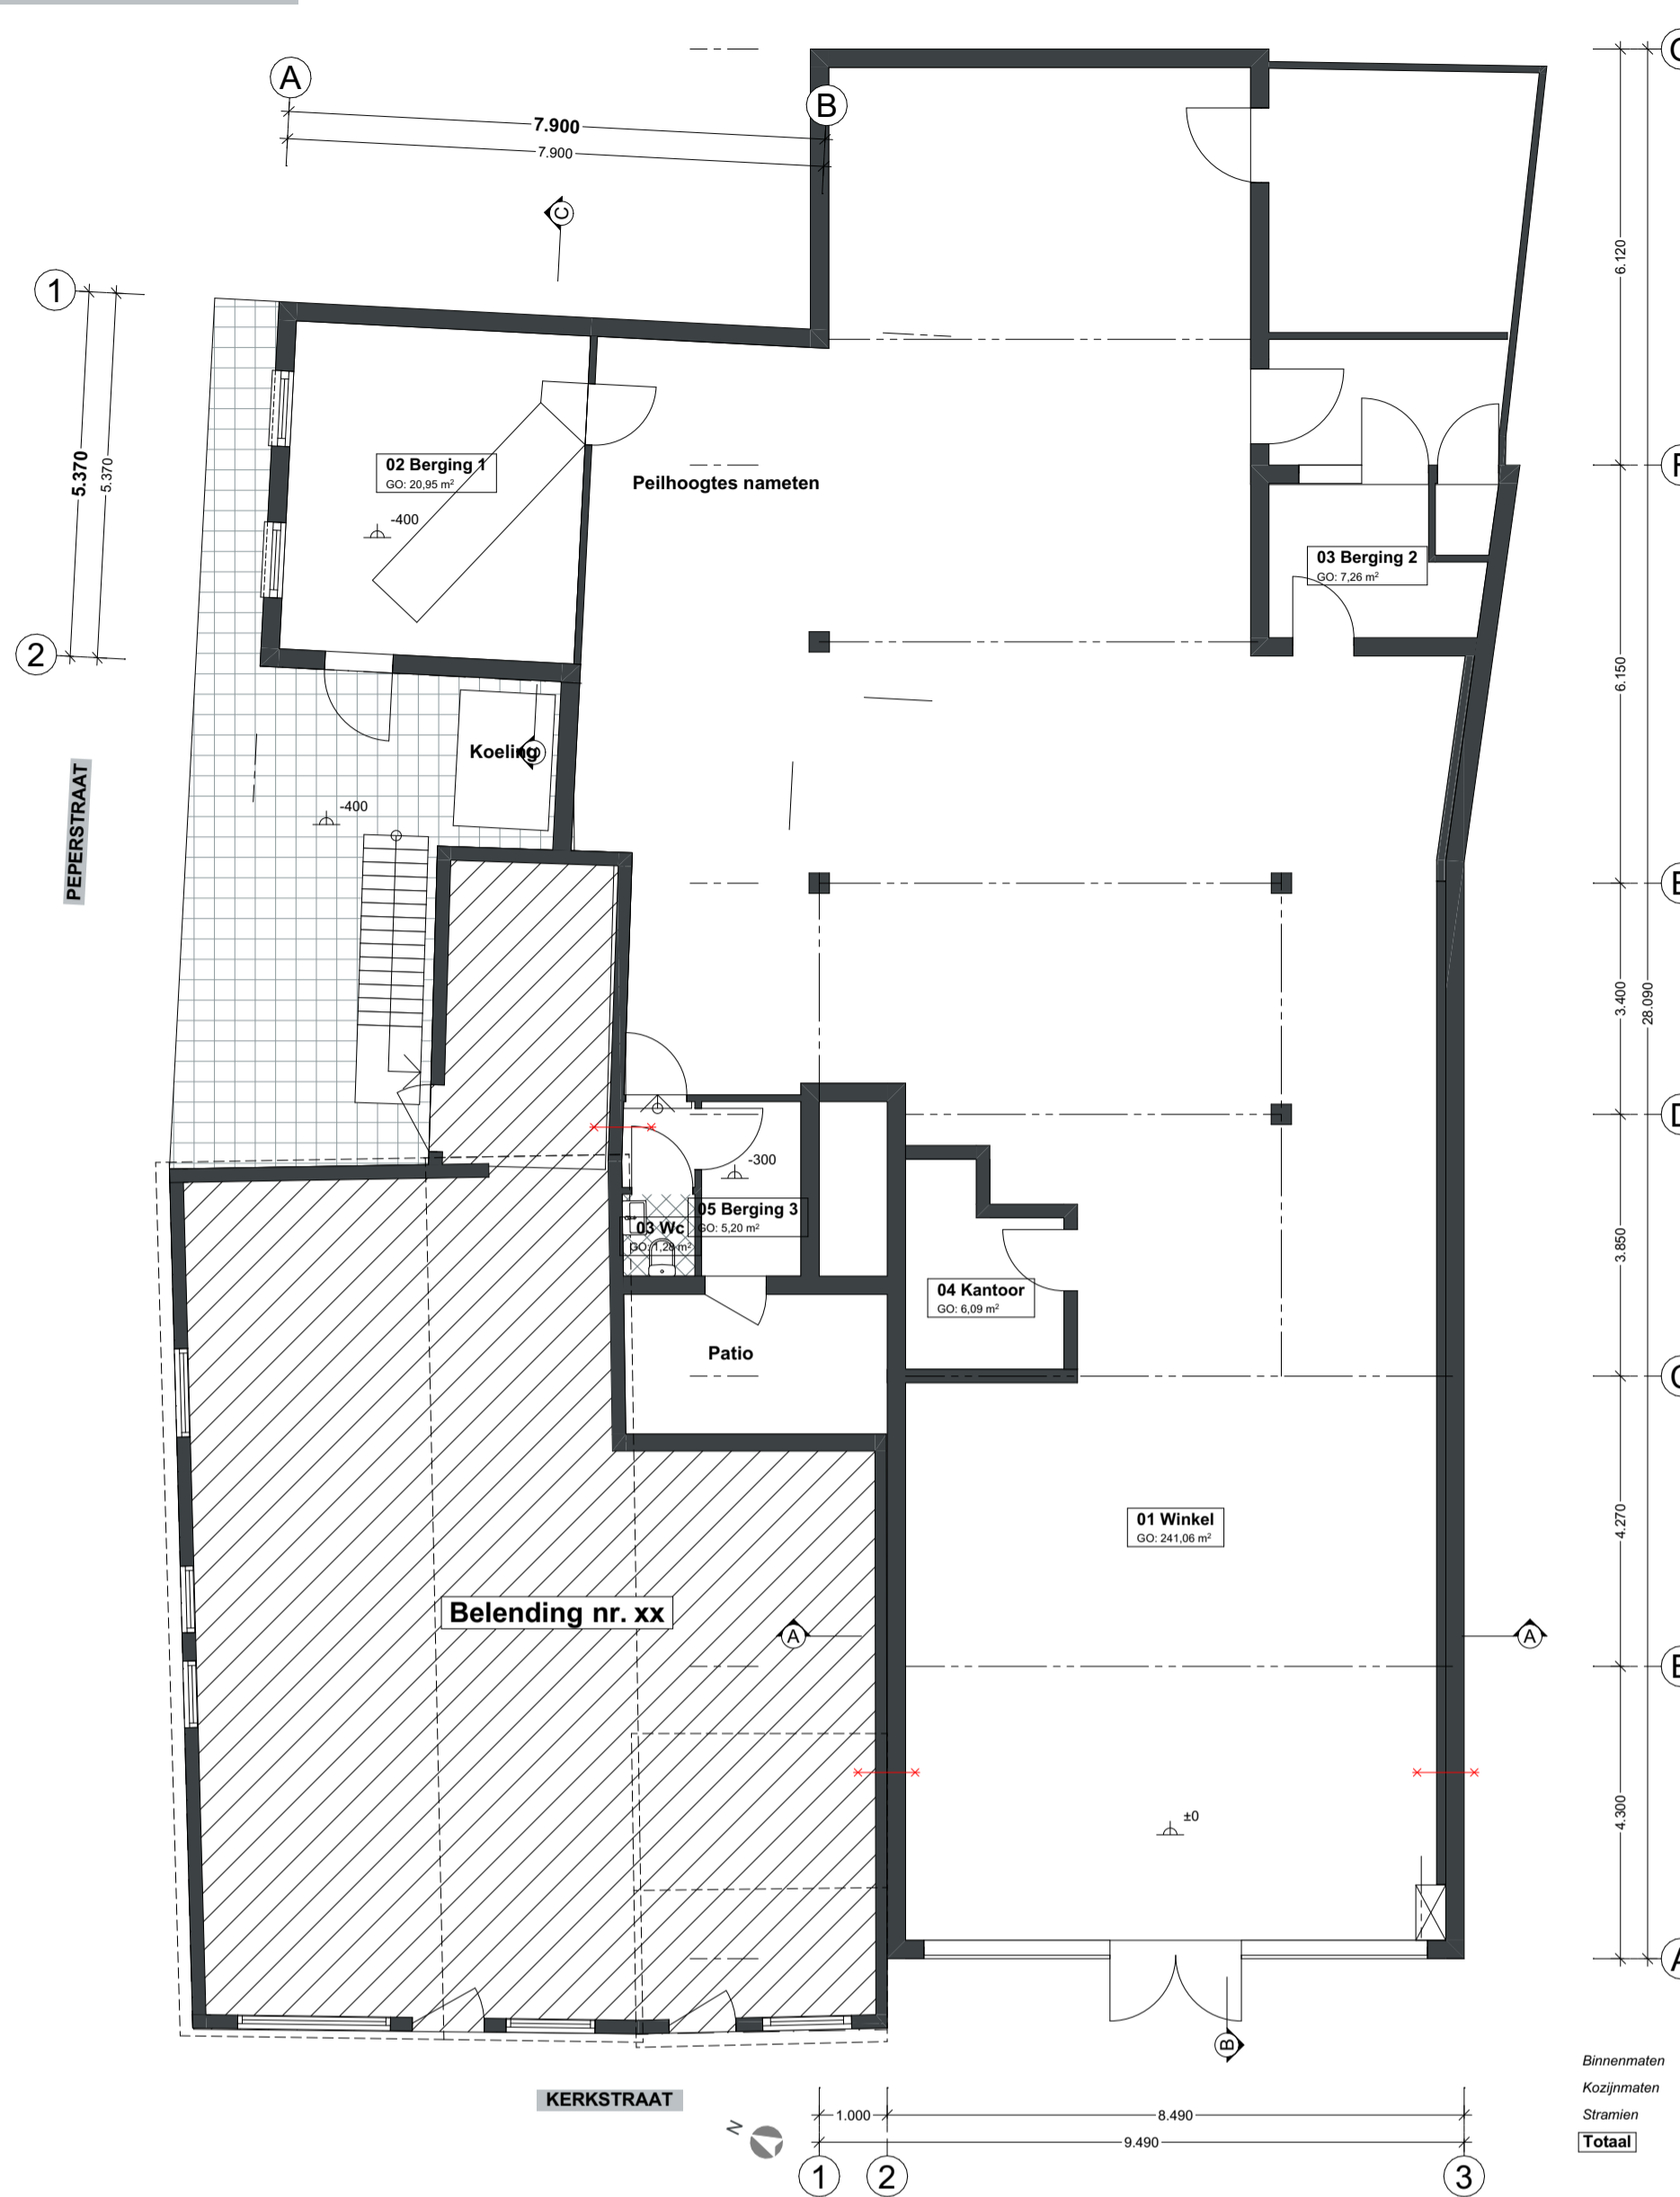 A
B
7.900
7.900
C
1
5.370
5.370
2
6.120
02 Berging 1
GO: 20,95 m²
-400
Peilhoogtes nameten
03 Berging 2
GO: 7,26 m²
6.150
Koeling
-400
PEPERSTRAAT
3.400
28.090
D
-300
05 Berging 3
GO: 5,20 m²
03 Wc
GO: 1,28 m²
3.850
04 Kantoor
GO: 6,09 m²
Patio
01 Winkel
GO: 241,06 m²
4.270
Belending nr. xx
A
A
±0
4.300
B
KERKSTRAAT
N
1.000
8.490
9.490
1
2
3
Binnenmaten
Kozijnmaten
Stramien
Totaal